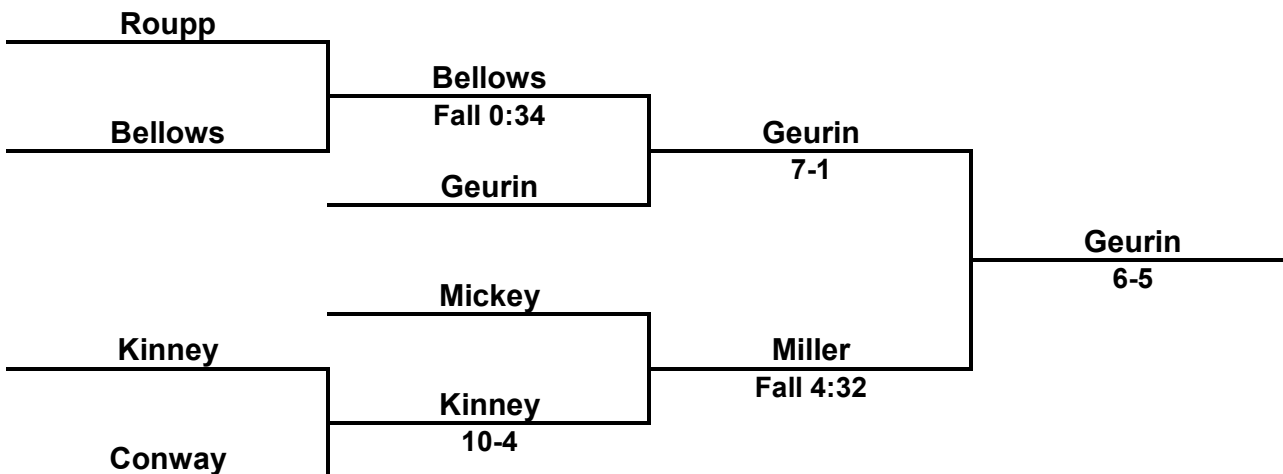 Roupp
Bellows
Fall 0:34
Bellows
Geurin
7-1
Geurin
Geurin
6-5
Mickey
Kinney
Miller
Fall 4:32
Kinney
10-4
Conway